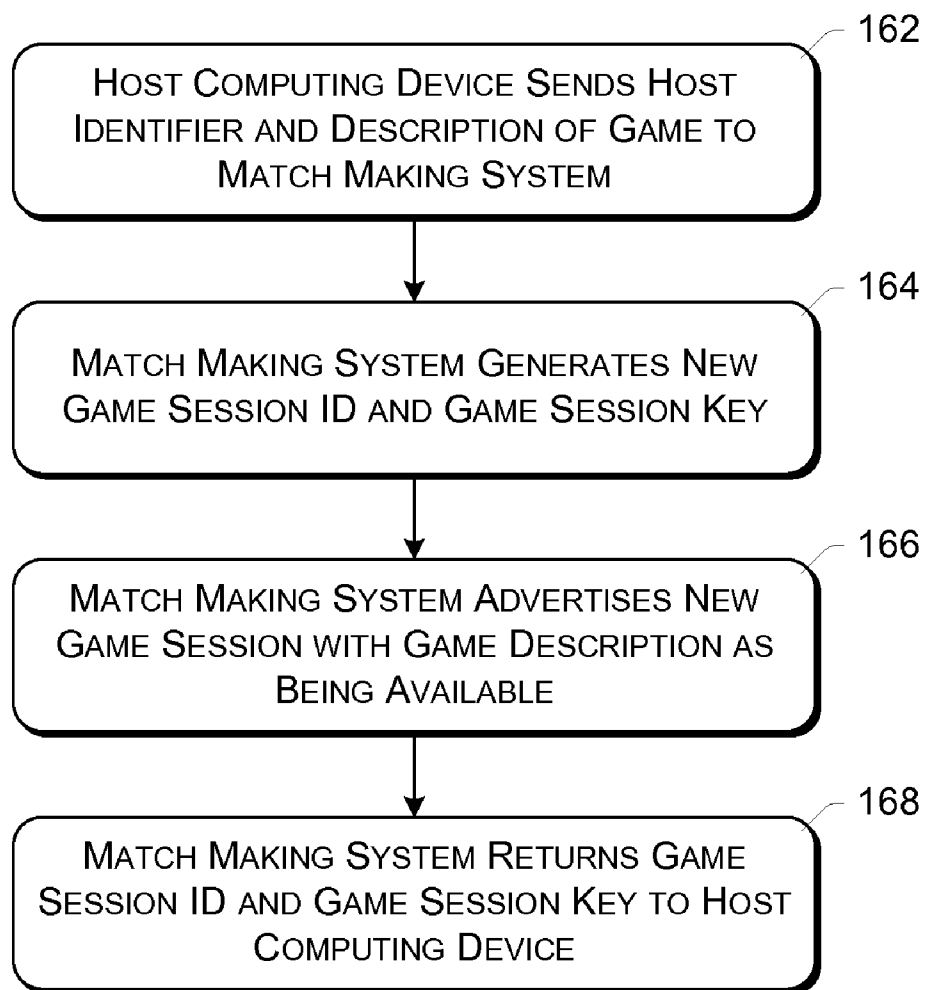 162
HOST COMPUTING DEVICE SENDS HOST
IDENTIFIER AND DESCRIPTION OF GAME TO
MATCH MAKING SYSTEM
164
MATCH MAKING SYSTEM GENERATES NEW
GAME SESSION ID AND GAME SESSION KEY
166
MATCH MAKING SYSTEM ADVERTISES NEW
GAME SESSION WITH GAME DESCRIPTION AS
BEING AVAILABLE
168
MATCH MAKING SYSTEM RETURNS GAME
SESSION ID AND GAME SESSION KEY TO HOST
COMPUTING DEVICE